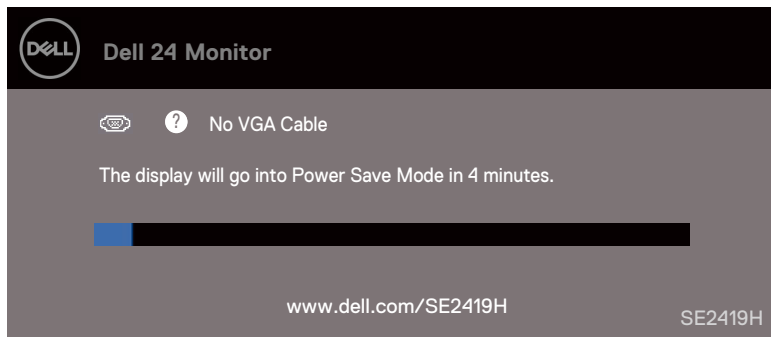 DELL Dell 24 Monitor
? No VGA Cable
The display will go into Power Save Mode in 4 minutes.
www.dell.com/SE2419H
SE2419H